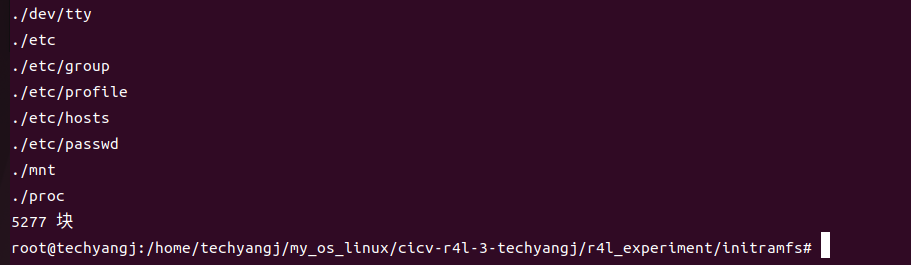 ./dev/tty
./etc
./etc/group
./etc/profile
./etc/hosts
./etc/passwd
./mnt
./proc
5277 块
root@techyangj:/home/techyangj/my_os_linux/cicv-r4l-3-techyangj/r4l_experiment/initramfs#